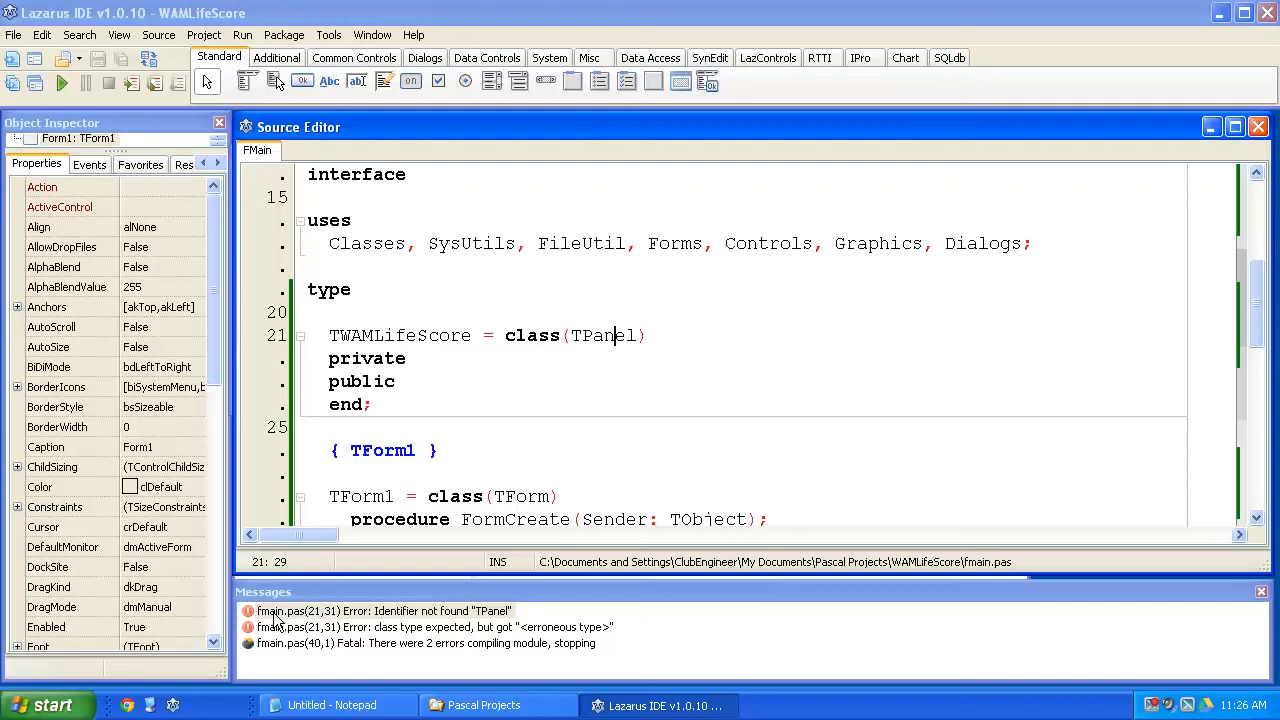 Lazarus IDE v1.0.10 - WAMLifeScore
File Edit Search View Source Project Run Package Tools Window Help
Standard Additional Common Controls Dialogs Data Controls System Misc Data Access SynEdit LazControls RTTI IPro Chart SQLdb
Ok Abc abI on
Object Inspector
Form1: TForm1
Properties Events Favorites Res
Action
ActiveControl
Align alNone
AllowDropFiles False
AlphaBlend False
AlphaBlendValue 255
Anchors [akTop,akLeft]
AutoScroll False
AutoSize False
BiDiMode bdLeftToRight
BorderIcons [biSystemMenu,b
BorderStyle bsSizeable
BorderWidth 0
Caption Form1
ChildSizing (TControlChildSiz
Color clDefault
Constraints (TSizeConstraints
Cursor crDefault
DefaultMonitor dmActiveForm
DockSite False
DragKind dkDrag
DragMode dmManual
Enabled True
Font (TFont)
Source Editor
FMain
interface
15
uses
Classes, SysUtils, FileUtil, Forms, Controls, Graphics, Dialogs;
type
20
21 TWAMLifeScore = class(TPanel)
private
public
end;
25
{ TForm1 }
TForm1 = class(TForm)
procedure FormCreate(Sender: TObject);
21: 29 INS C:\Documents and Settings\ClubEngineer\My Documents\Pascal Projects\WAMLifeScore\fmain.pas
Messages
fmain.pas(21,31) Error: Identifier not found "TPanel"
fmain.pas(21,31) Error: class type expected, but got "<erroneous type>"
fmain.pas(40,1) Fatal: There were 2 errors compiling module, stopping
start Untitled - Notepad Pascal Projects Lazarus IDE v1.0.10 ... 11:26 AM